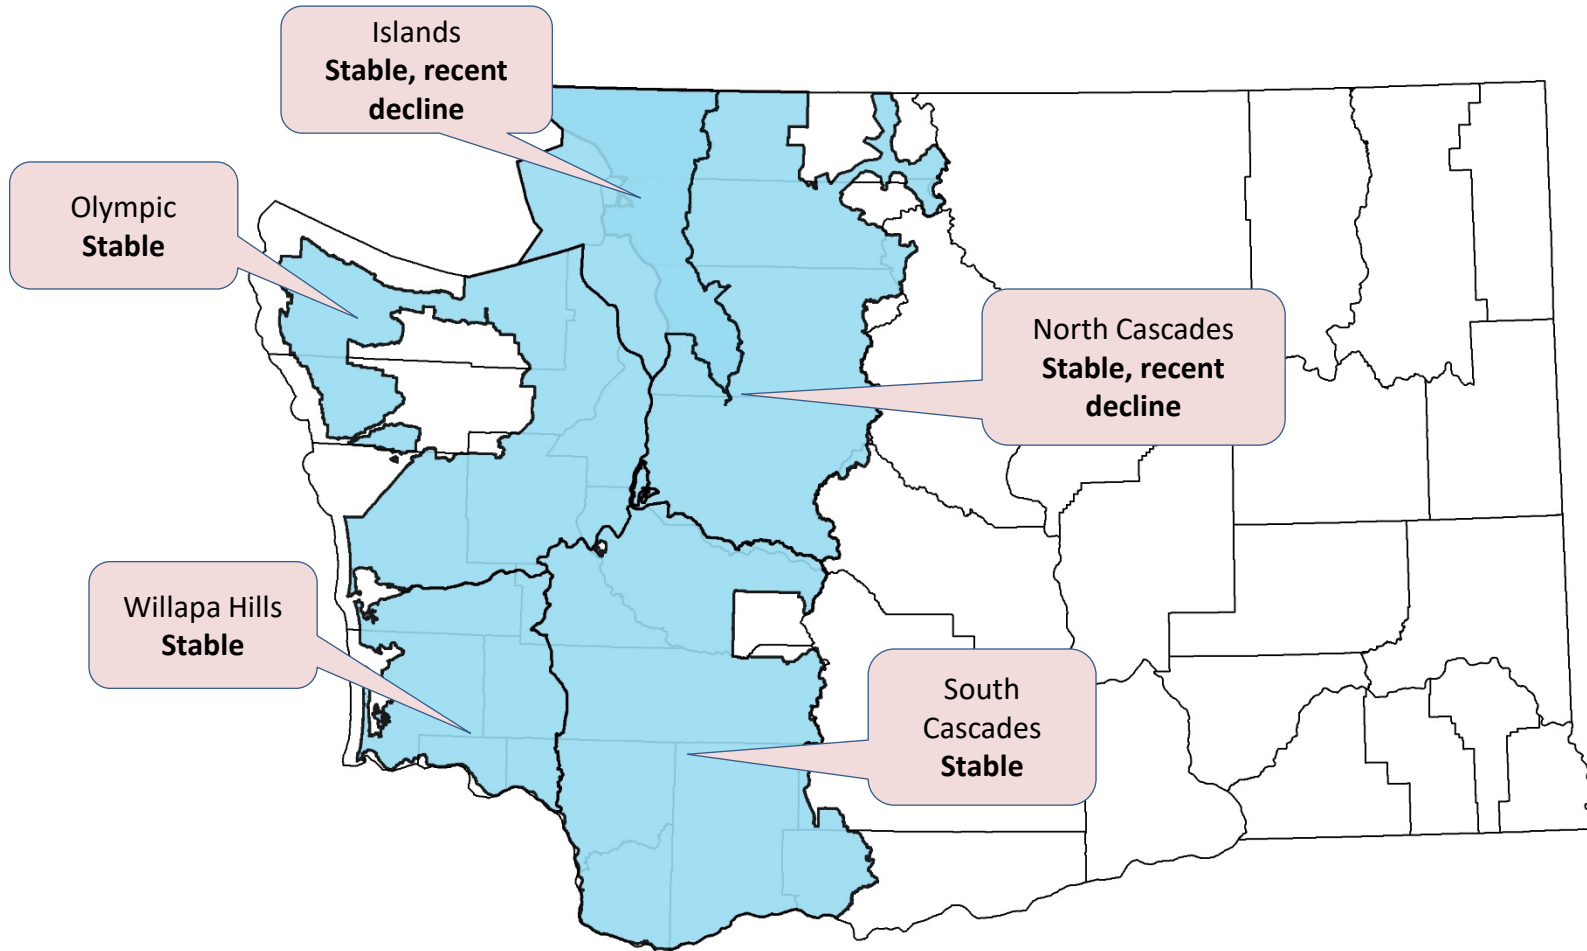 Islands
Stable, recent
decline
Olympic
Stable
North Cascades
Stable, recent
decline
Willapa Hills
Stable
South
Cascades
Stable